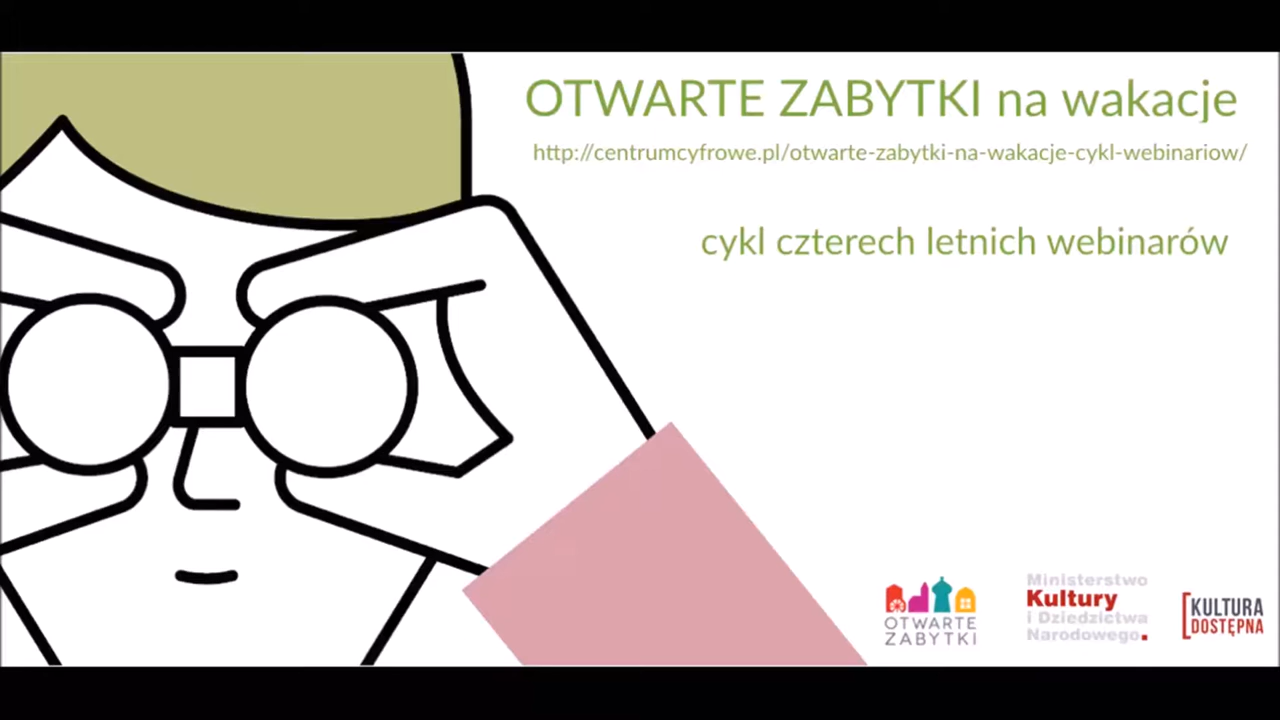 OTWARTE ZABYTKI na wakacje
http://centrumcyfrowe.pl/otwarte-zabytki-na-wakacje-cykl-webinariow/
cykl czterech letnich webinarów
OTWARTE
ZABYTKI
Ministerstwo
Kultury
i Dziedzictwa
Narodowego.
KULTURA
DOSTĘPNA